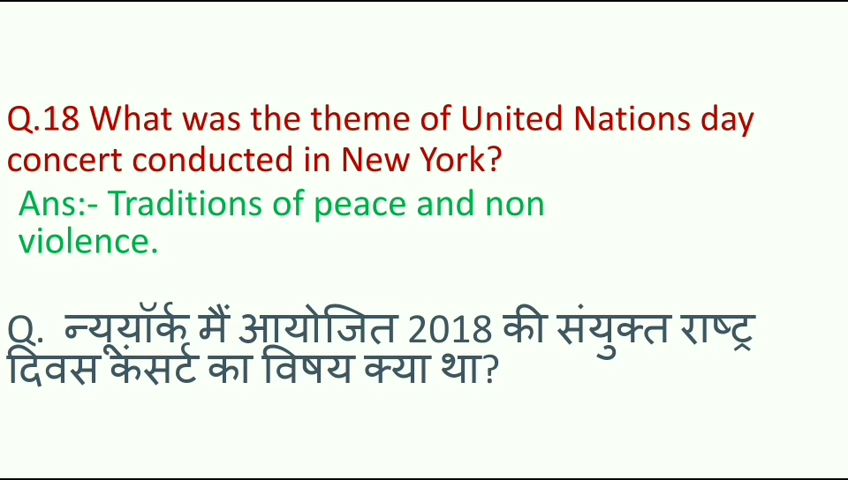 Q.18 What was the theme of United Nations day
concert conducted in New York?
Ans:- Traditions of peace and non
violence.
Q. न्यूयॉर्क मैं आयोजित 2018 की संयुक्त राष्ट्र
दिवस कंसर्ट का विषय क्या था?